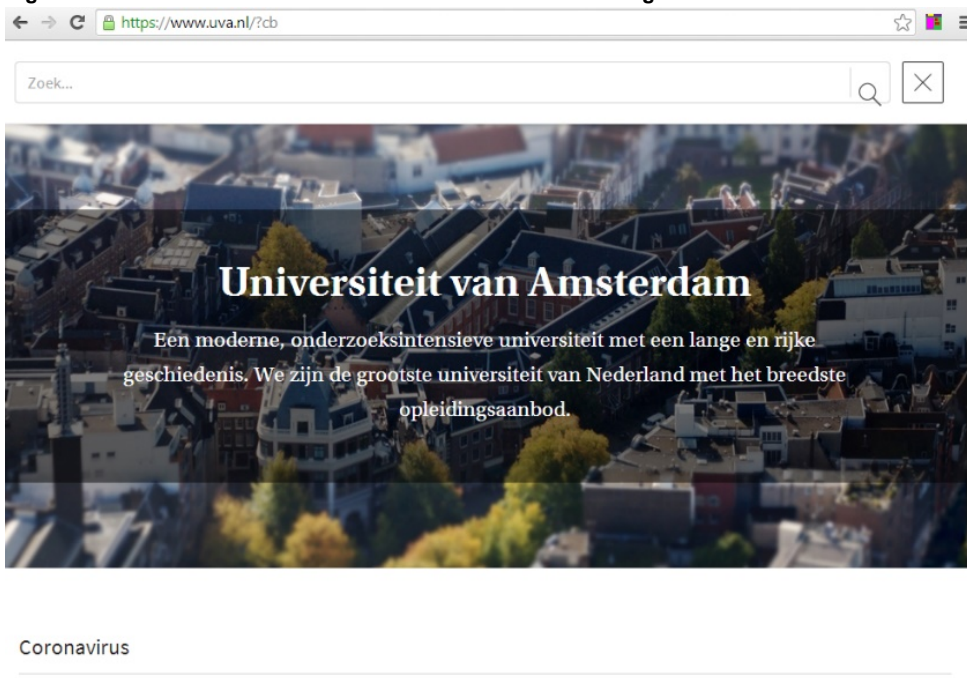 https://www.uva.nl/?cb
Zoek...
Universiteit van Amsterdam
Een moderne, onderzoeksintensieve universiteit met een lange en rijke
geschiedenis. We zijn de grootste universiteit van Nederland met het breedste
opleidingsaanbod.
Coronavirus